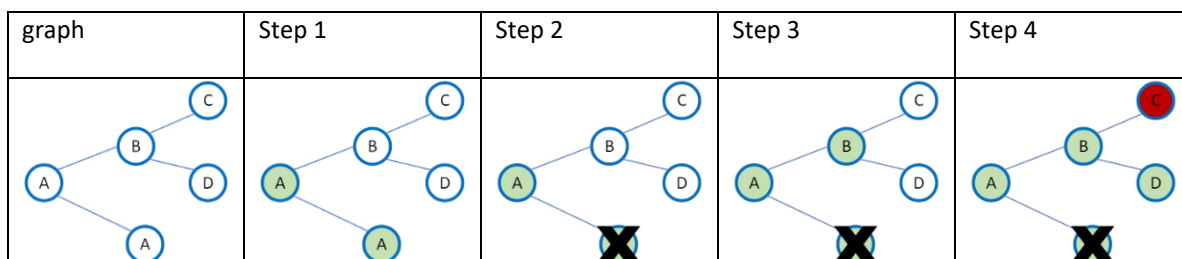 graph Step 1 Step 2 Step 3 Step 4
C C C C C
B B B B B
A D A D A D A D A D
A A X X X